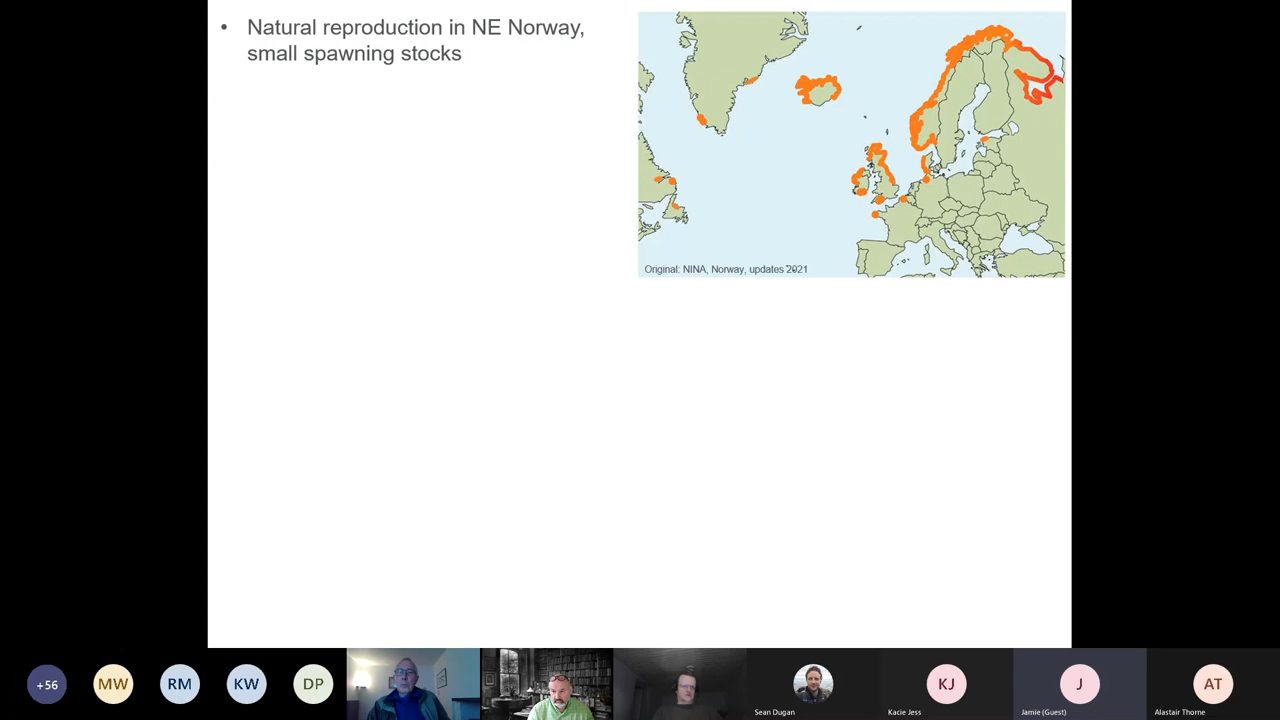 • Natural reproduction in NE Norway,
small spawning stocks
Original: NINA, Norway, updates 2021
+56
MW
RM
KW
DP
Sean Dugan
KJ
Kacie Jess
J
Jamie (Guest)
AT
Alastair Thorne